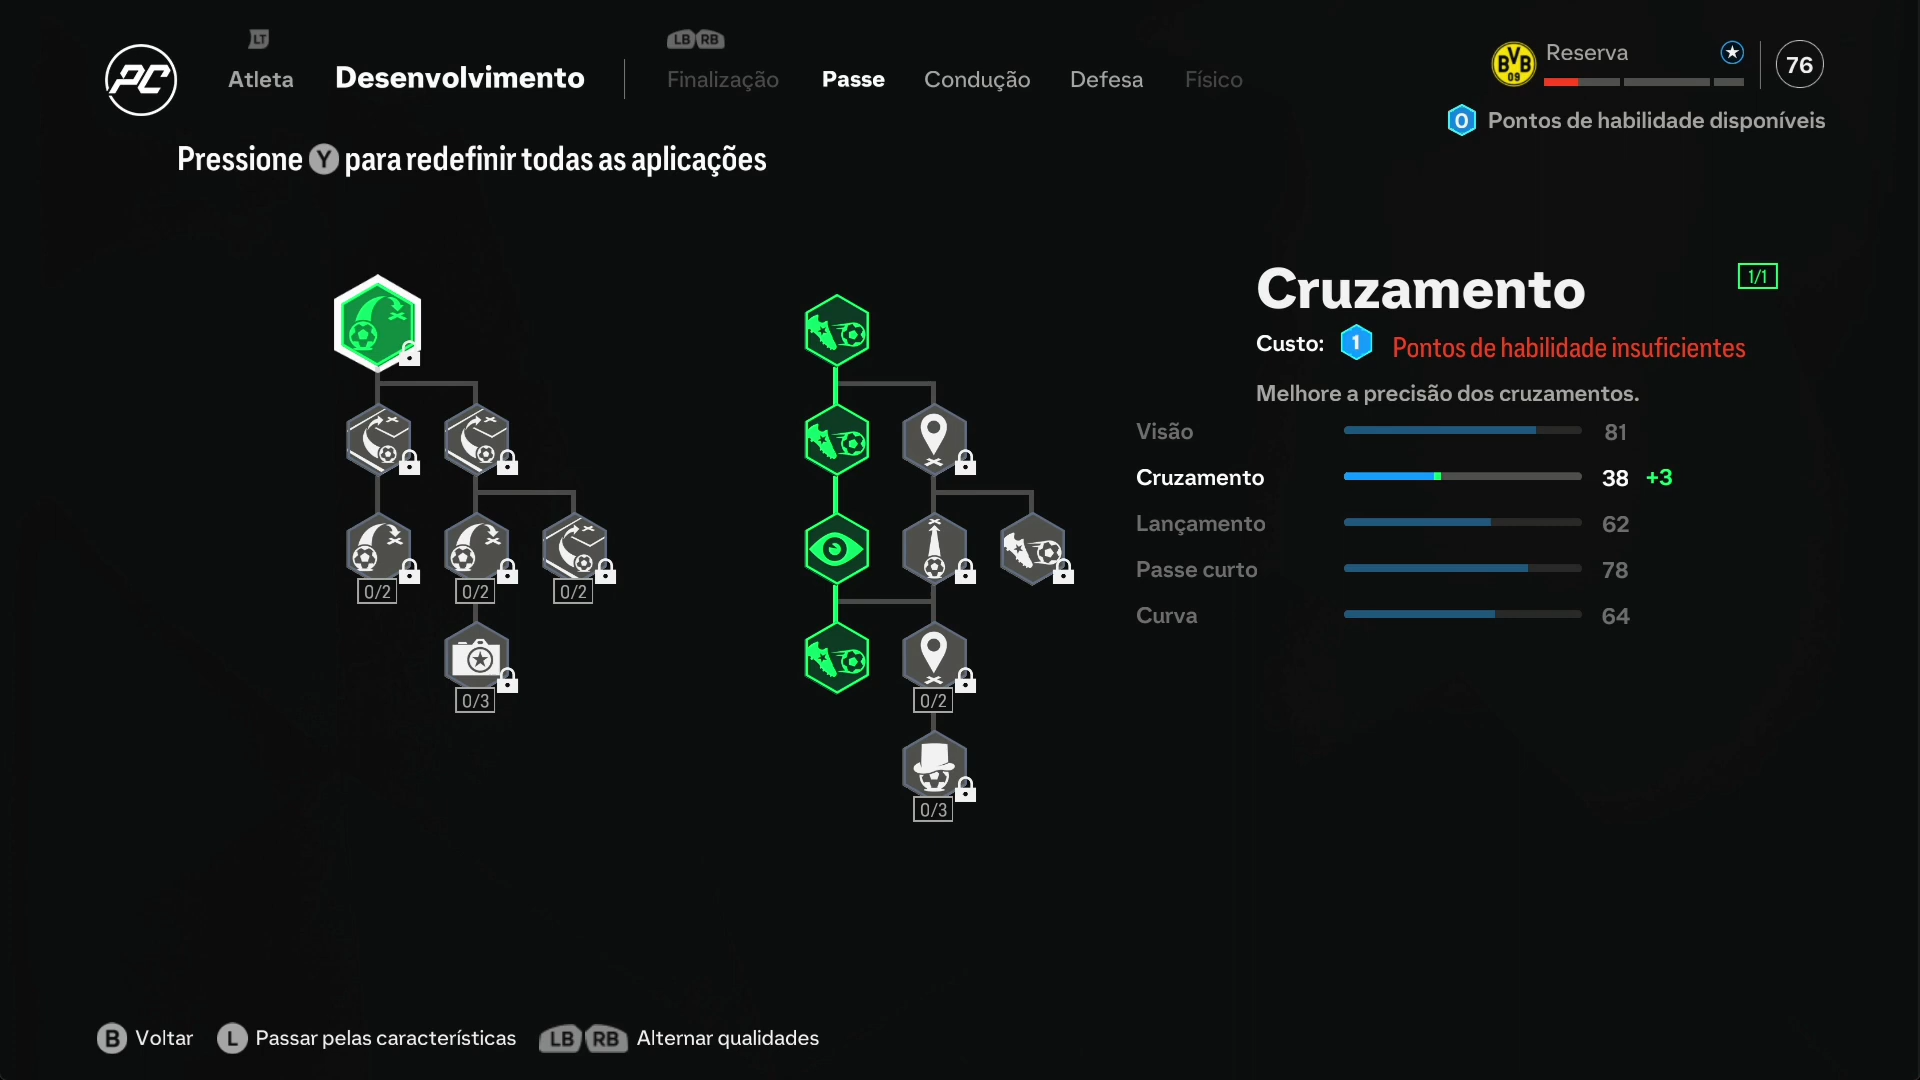 LT
LB RB
PC
Atleta
Desenvolvimento
Finalização
Passe
Condução
Defesa
Físico
BVB 09
Reserva
76
0 Pontos de habilidade disponíveis
Pressione Y para redefinir todas as aplicações
Cruzamento
1/1
Custo: 1 Pontos de habilidade insuficientes
Melhore a precisão dos cruzamentos.
Visão 81
Cruzamento 38 +3
Lançamento 62
Passe curto 78
Curva 64
0/2
0/2
0/2
0/3
0/2
0/3
B Voltar
L Passar pelas características
LB RB Alternar qualidades